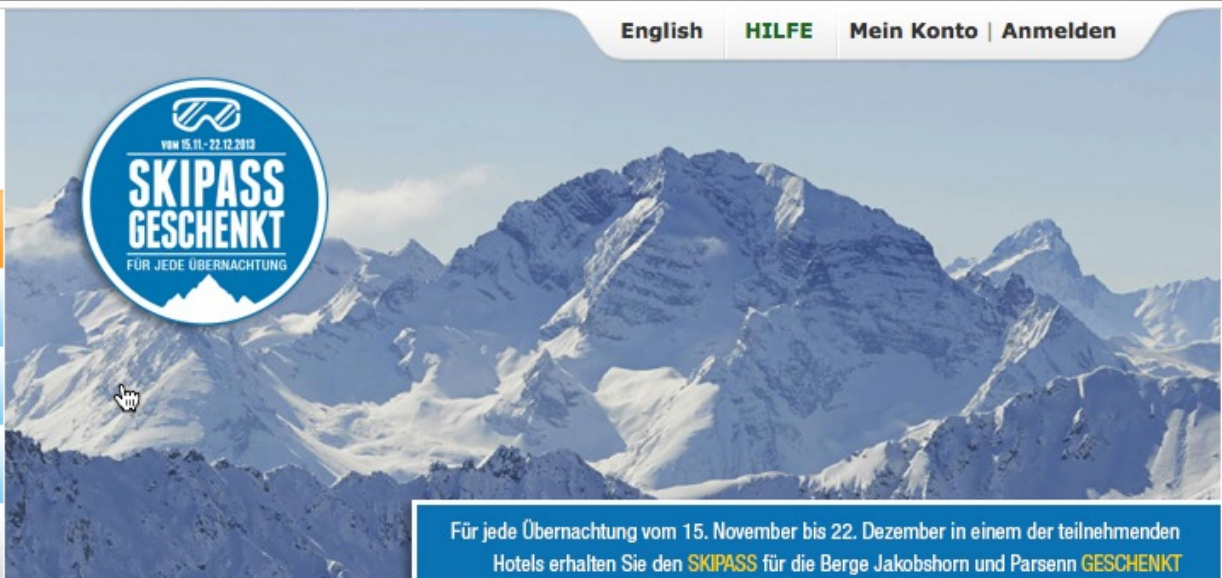 English HILFE Mein Konto | Anmelden
VOM 15.11.- 22.12.2013
SKIPASS
GESCHENKT
FÜR JEDE ÜBERNACHTUNG
Für jede Übernachtung vom 15. November bis 22. Dezember in einem der teilnehmenden
Hotels erhalten Sie den SKIPASS für die Berge Jakobshorn und Parsenn GESCHENKT